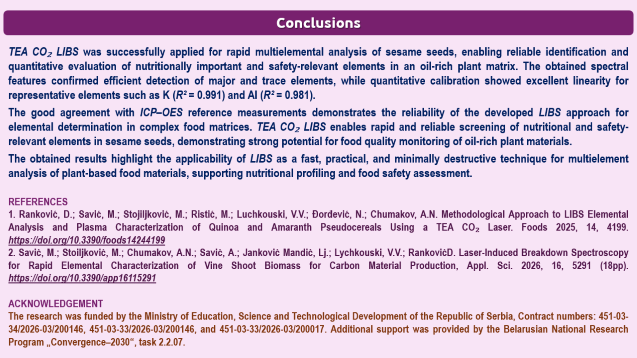 Conclusions
TEA CO₂ LIBS was successfully applied for rapid multielemental analysis of sesame seeds, enabling reliable identification and
quantitative evaluation of nutritionally important and safety-relevant elements in an oil-rich plant matrix. The obtained spectral
features confirmed efficient detection of major and trace elements, while quantitative calibration showed excellent linearity for
representative elements such as K (R² = 0.991) and Al (R² = 0.981).
The good agreement with ICP–OES reference measurements demonstrates the reliability of the developed LIBS approach for
elemental determination in complex food matrices. TEA CO₂ LIBS enables rapid and reliable screening of nutritional and safety-
relevant elements in sesame seeds, demonstrating strong potential for food quality monitoring of oil-rich plant materials.
The obtained results highlight the applicability of LIBS as a fast, practical, and minimally destructive technique for multielement
analysis of plant-based food materials, supporting nutritional profiling and food safety assessment.
REFERENCES
1. Ranković, D.; Savić, M.; Stojiljković, M.; Ristić, M.; Luchkouski, V.V.; Đorđević, N.; Chumakov, A.N. Methodological Approach to LIBS Elemental
Analysis and Plasma Characterization of Quinoa and Amaranth Pseudocereals Using a TEA CO₂ Laser. Foods 2025, 14, 4199.
https://doi.org/10.3390/foods14244199
2. Savić, M.; Stoiljković, M.; Chumakov, A.N.; Savić, A.; Janković Mandić, Lj.; Lychkouski, V.V.; RankovićD. Laser-Induced Breakdown Spectroscopy
for Rapid Elemental Characterization of Vine Shoot Biomass for Carbon Material Production, Appl. Sci. 2026, 16, 5291 (18pp).
https://doi.org/10.3390/app16115291
ACKNOWLEDGEMENT
The research was funded by the Ministry of Education, Science and Technological Development of the Republic of Serbia, Contract numbers: 451-03-
34/2026-03/200146, 451-03-33/2026-03/200146, and 451-03-33/2026-03/200017. Additional support was provided by the Belarusian National Research
Program „Convergence–2030“, task 2.2.07.